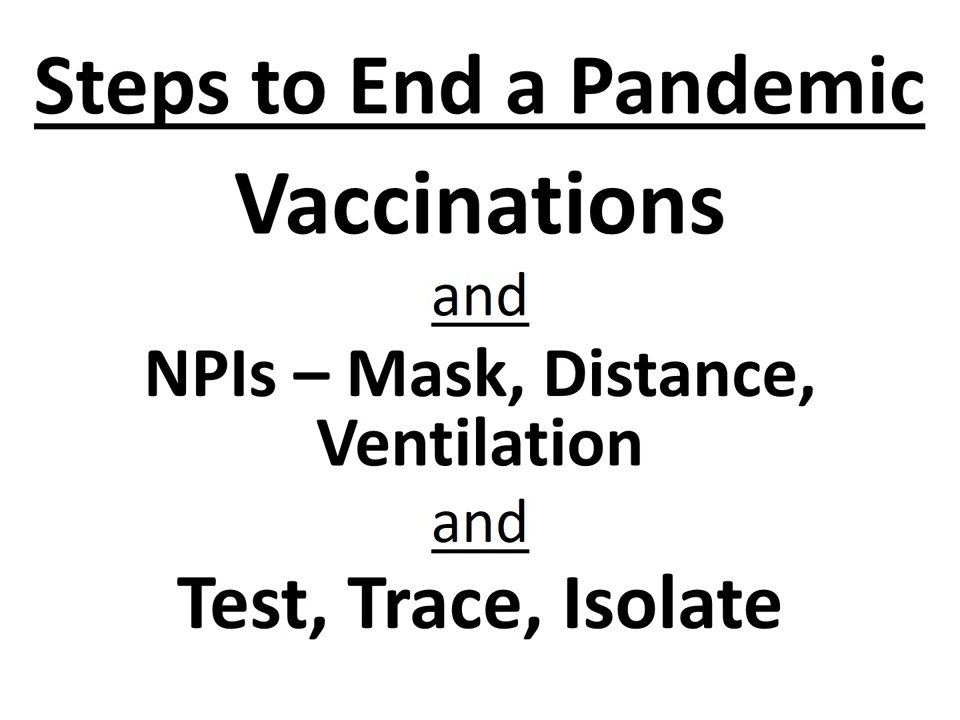 Steps to End a Pandemic
Vaccinations
and
NPIs – Mask, Distance,
Ventilation
and
Test, Trace, Isolate